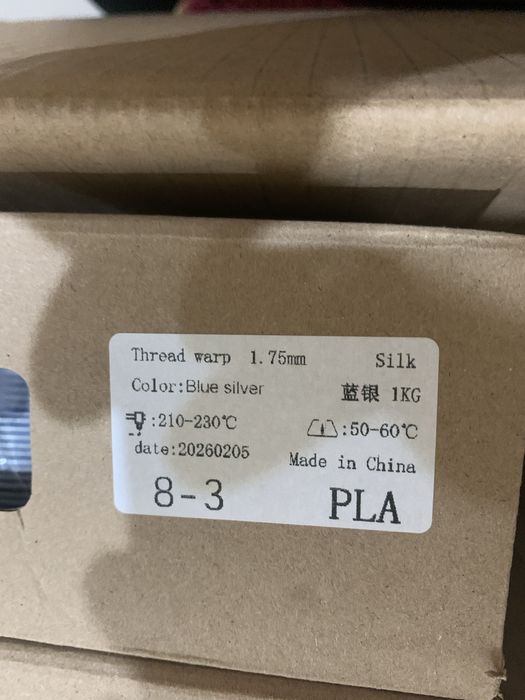 Thread warp 1.75mm Silk
Color:Blue silver 蓝银 1KG
:210-230℃ :50-60℃
date:20260205 Made in China
8-3 PLA